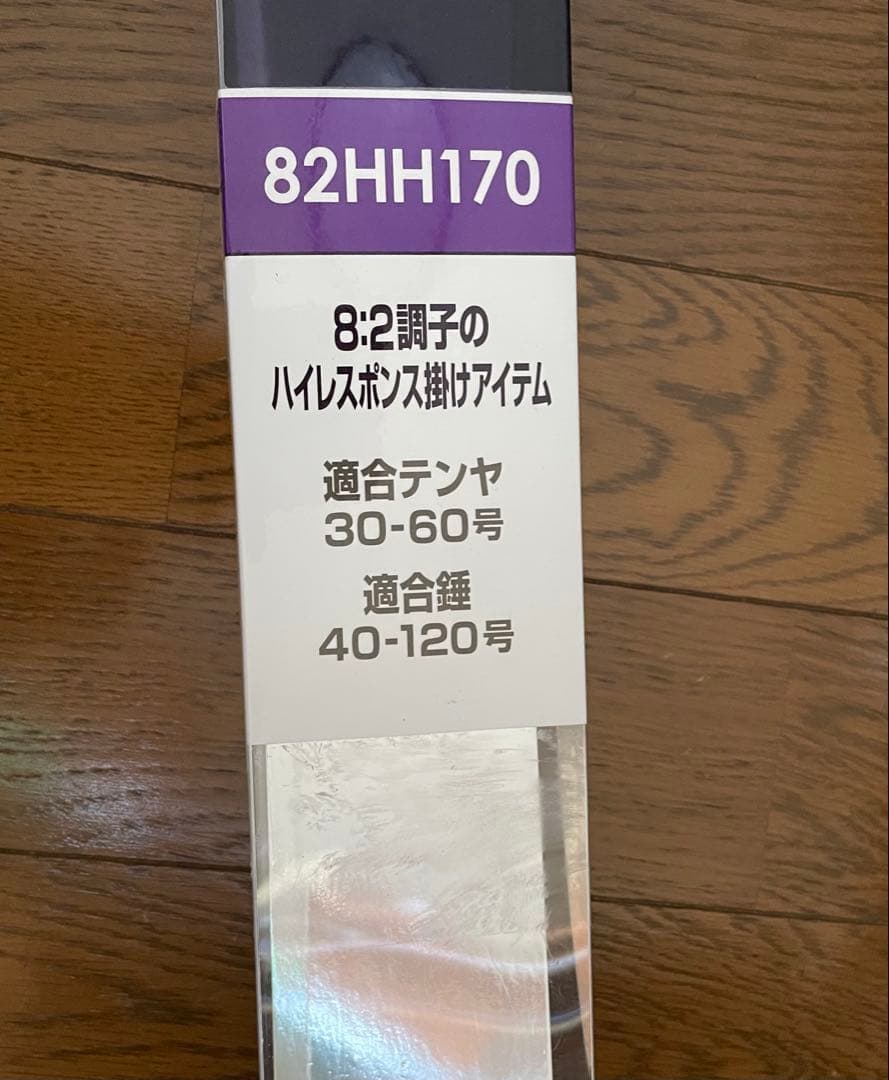 82HH170
8:2調子の
ハイレスポンス掛けアイテム
適合テンヤ
30-60号
適合錘
40-120号